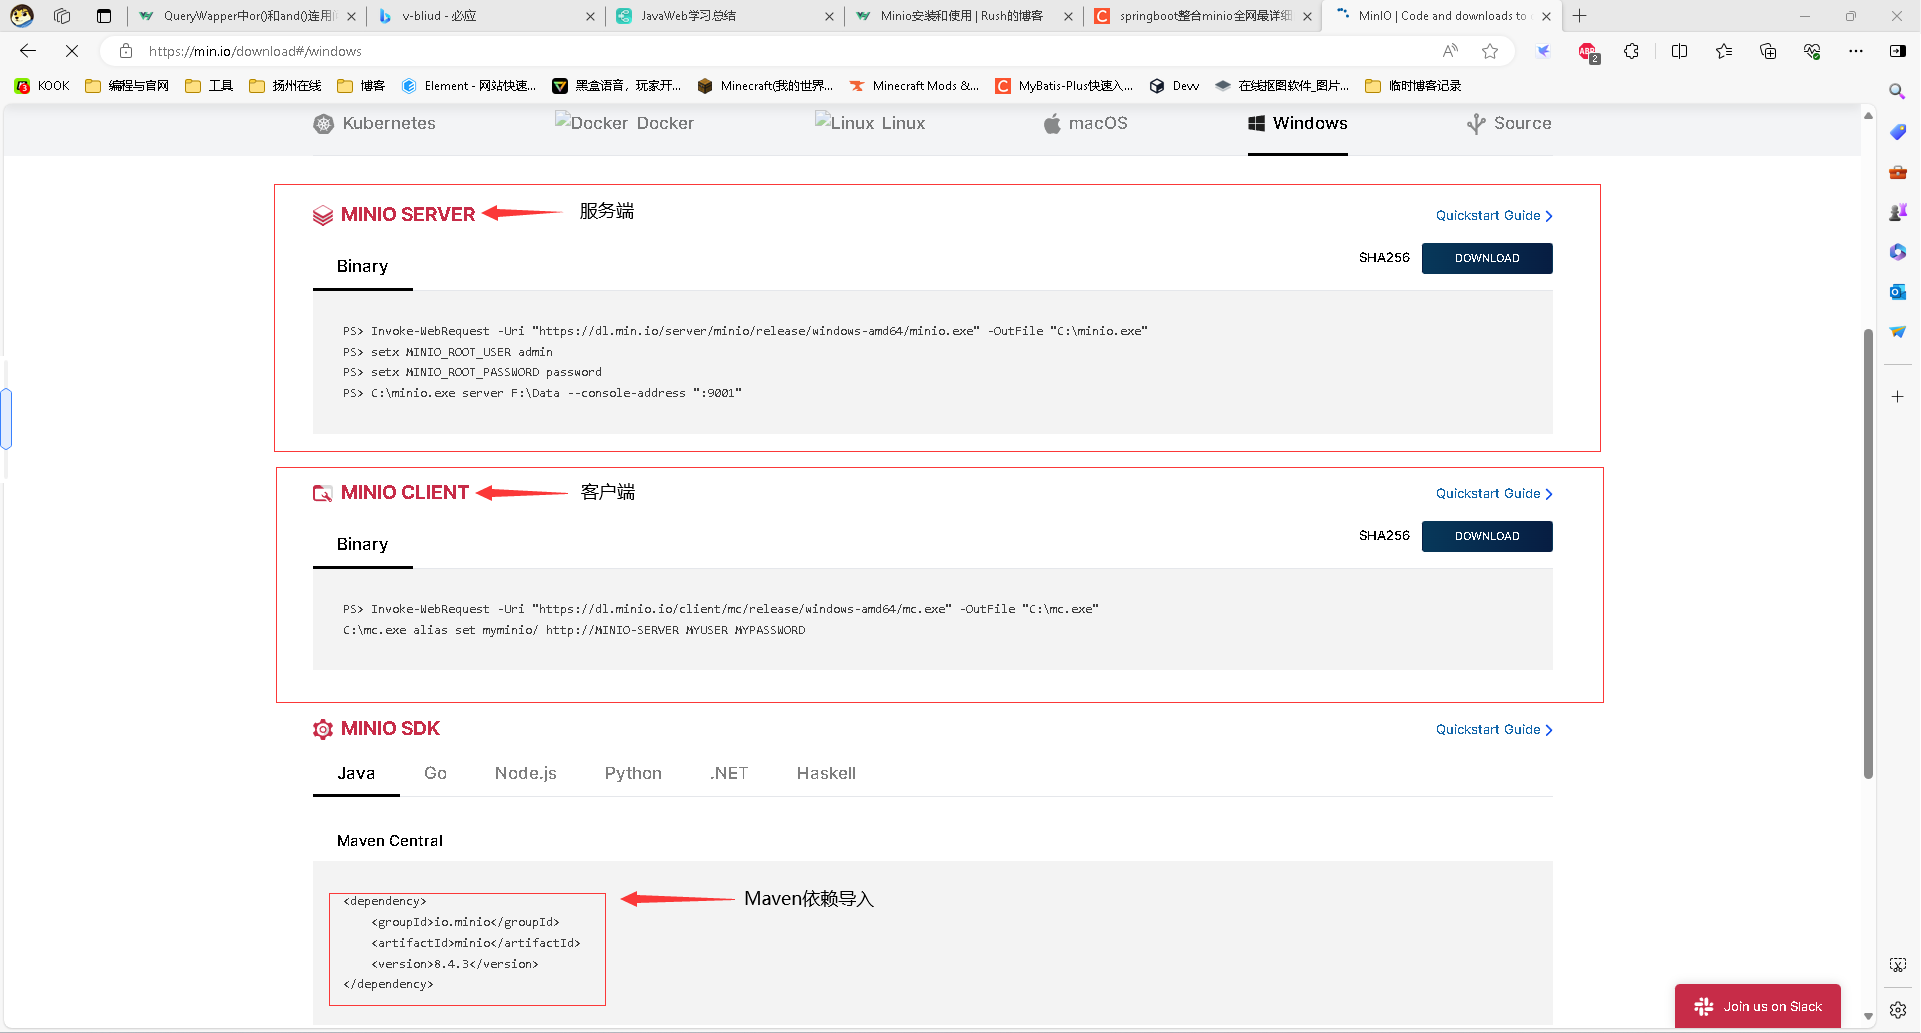 QueryWapper中or()和and()连用
v-bliud - 必应
JavaWeb学习总结
Minio安装和使用 | Rush的博客
springboot整合minio全网最详细
MinIO | Code and downloads to
https://min.io/download#/windows
2
KOOK
编程与官网
工具
扬州在线
博客
Element - 网站快速...
黑盒语音，玩家开...
Minecraft(我的世界...
Minecraft Mods &...
MyBatis-Plus快速入...
Devv
在线抠图软件_图片...
临时博客记录
Kubernetes
Docker Docker
Linux Linux
macOS
Windows
Source
MINIO SERVER
服务端
Quickstart Guide
Binary
SHA256
DOWNLOAD
PS> Invoke-WebRequest -Uri "https://dl.min.io/server/minio/release/windows-amd64/minio.exe" -OutFile "C:\minio.exe"
PS> setx MINIO_ROOT_USER admin
PS> setx MINIO_ROOT_PASSWORD password
PS> C:\minio.exe server F:\Data --console-address ":9001"
MINIO CLIENT
客户端
Quickstart Guide
Binary
SHA256
DOWNLOAD
PS> Invoke-WebRequest -Uri "https://dl.minio.io/client/mc/release/windows-amd64/mc.exe" -OutFile "C:\mc.exe"
C:\mc.exe alias set myminio/ http://MINIO-SERVER MYUSER MYPASSWORD
MINIO SDK
Quickstart Guide
Java
Go
Node.js
Python
.NET
Haskell
Maven Central
<dependency>
<groupId>io.minio</groupId>
<artifactId>minio</artifactId>
<version>8.4.3</version>
</dependency>
Maven依赖导入
Join us on Slack